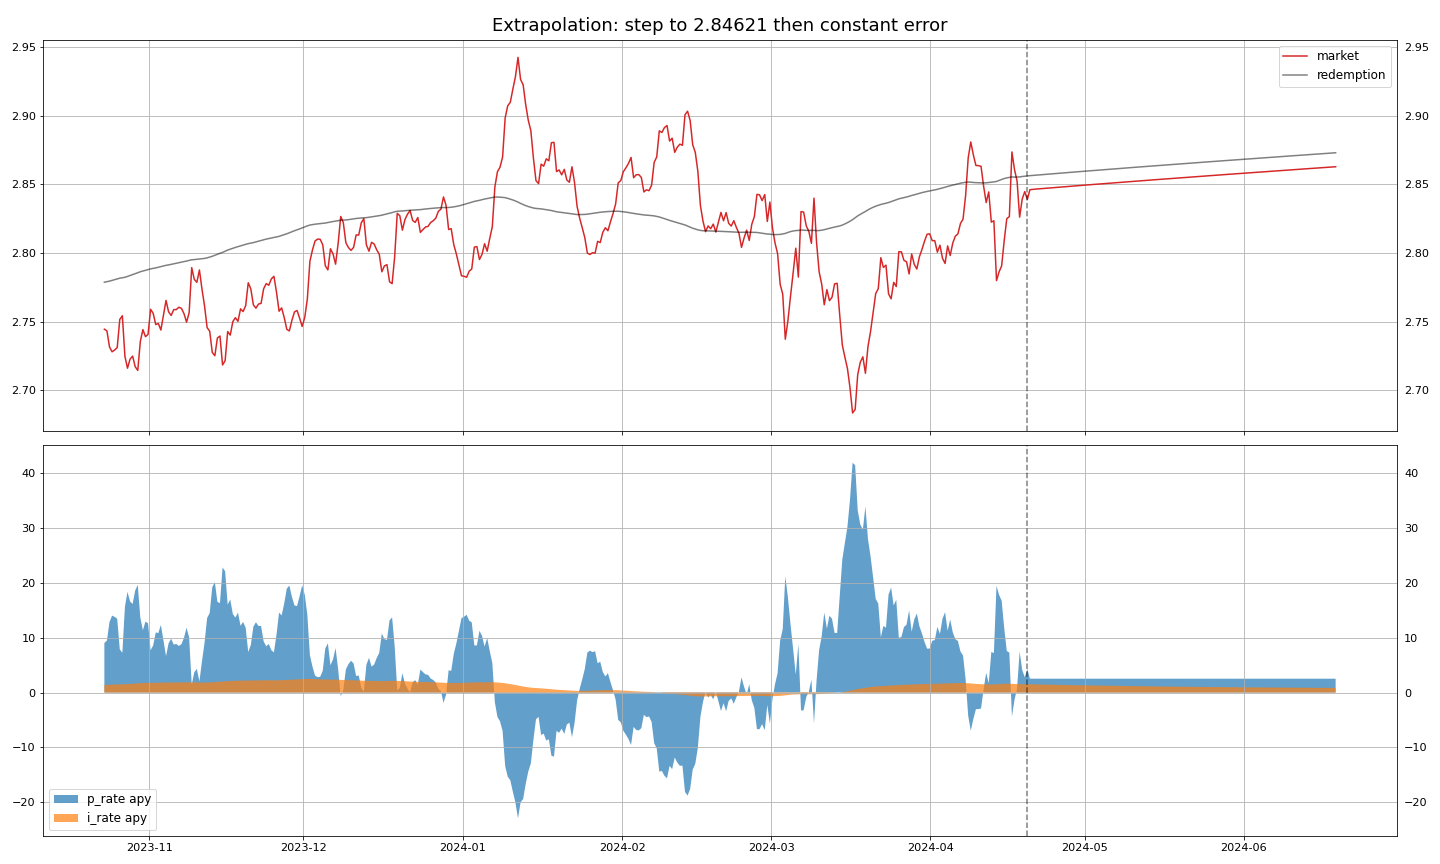 Extrapolation: step to 2.84621 then constant error
2.95 2.95
market
redemption
2.90 2.90
2.85 2.85
2.80 2.80
2.75 2.75
2.70 2.70
40 40
30 30
20 20
10 10
0 0
−10 −10
−20 −20
p_rate apy
i_rate apy
2023-11 2023-12 2024-01 2024-02 2024-03 2024-04 2024-05 2024-06